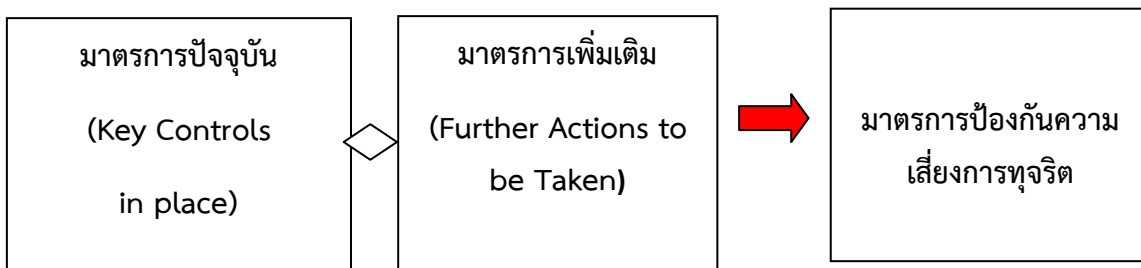 มาตรการปัจจุบัน
(Key Controls
in place)
มาตรการเพิ่มเติม
(Further Actions to
be Taken)
มาตรการป้องกันความ
เสี่ยงการทุจริต